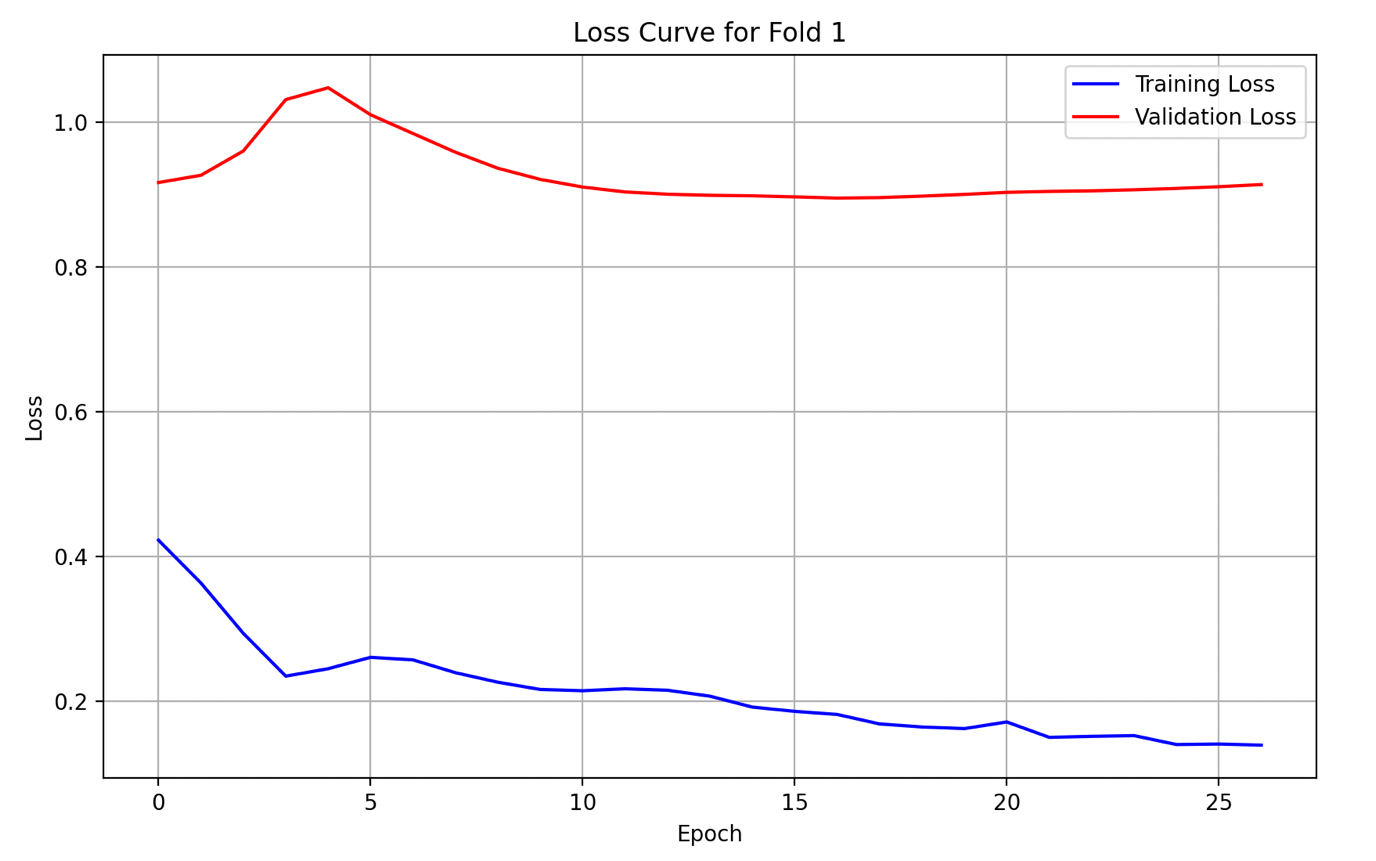 Loss Curve for Fold 1
Training Loss
Validation Loss
1.0
0.8
0.6
0.4
0.2
Loss
0 5 10 15 20 25
Epoch